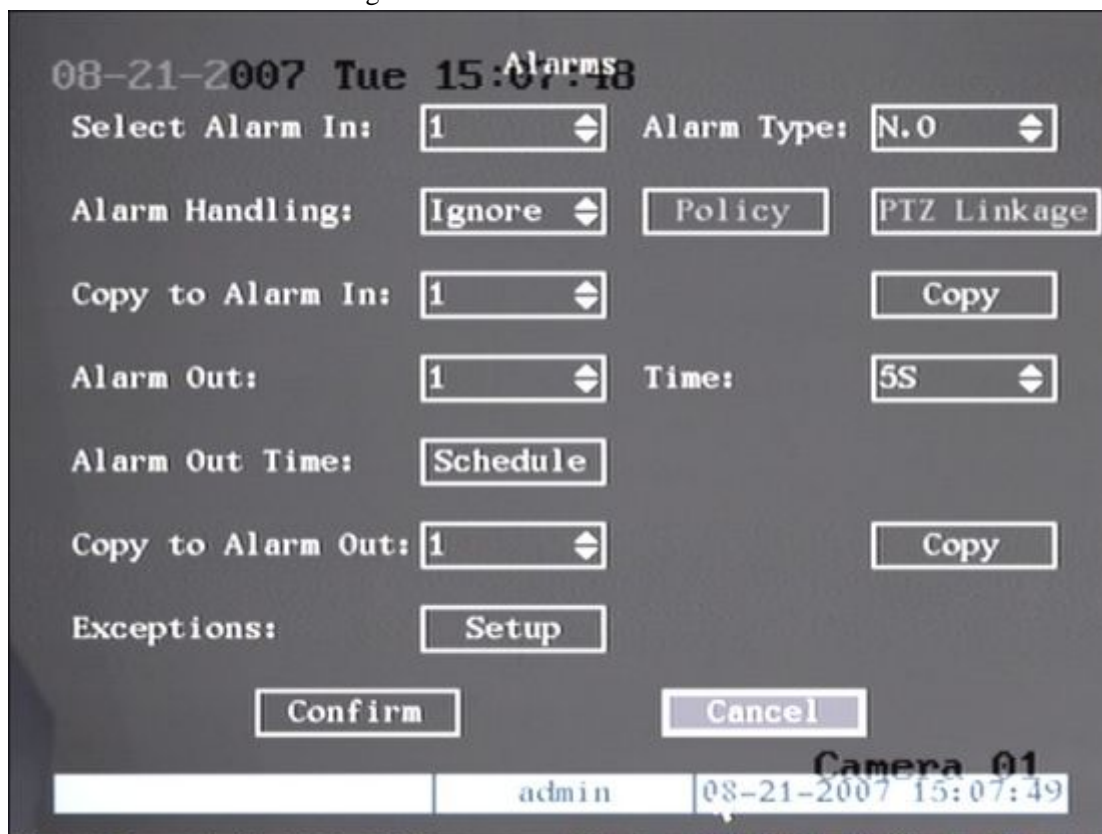 Alarms
08-21-2007 Tue 15:07:48
Select Alarm In: 1 Alarm Type: N.O
Alarm Handling: Ignore Policy PTZ Linkage
Copy to Alarm In: 1 Copy
Alarm Out: 1 Time: 5S
Alarm Out Time: Schedule
Copy to Alarm Out: 1 Copy
Exceptions: Setup
Confirm Cancel
Camera 01
admin 08-21-2007 15:07:49